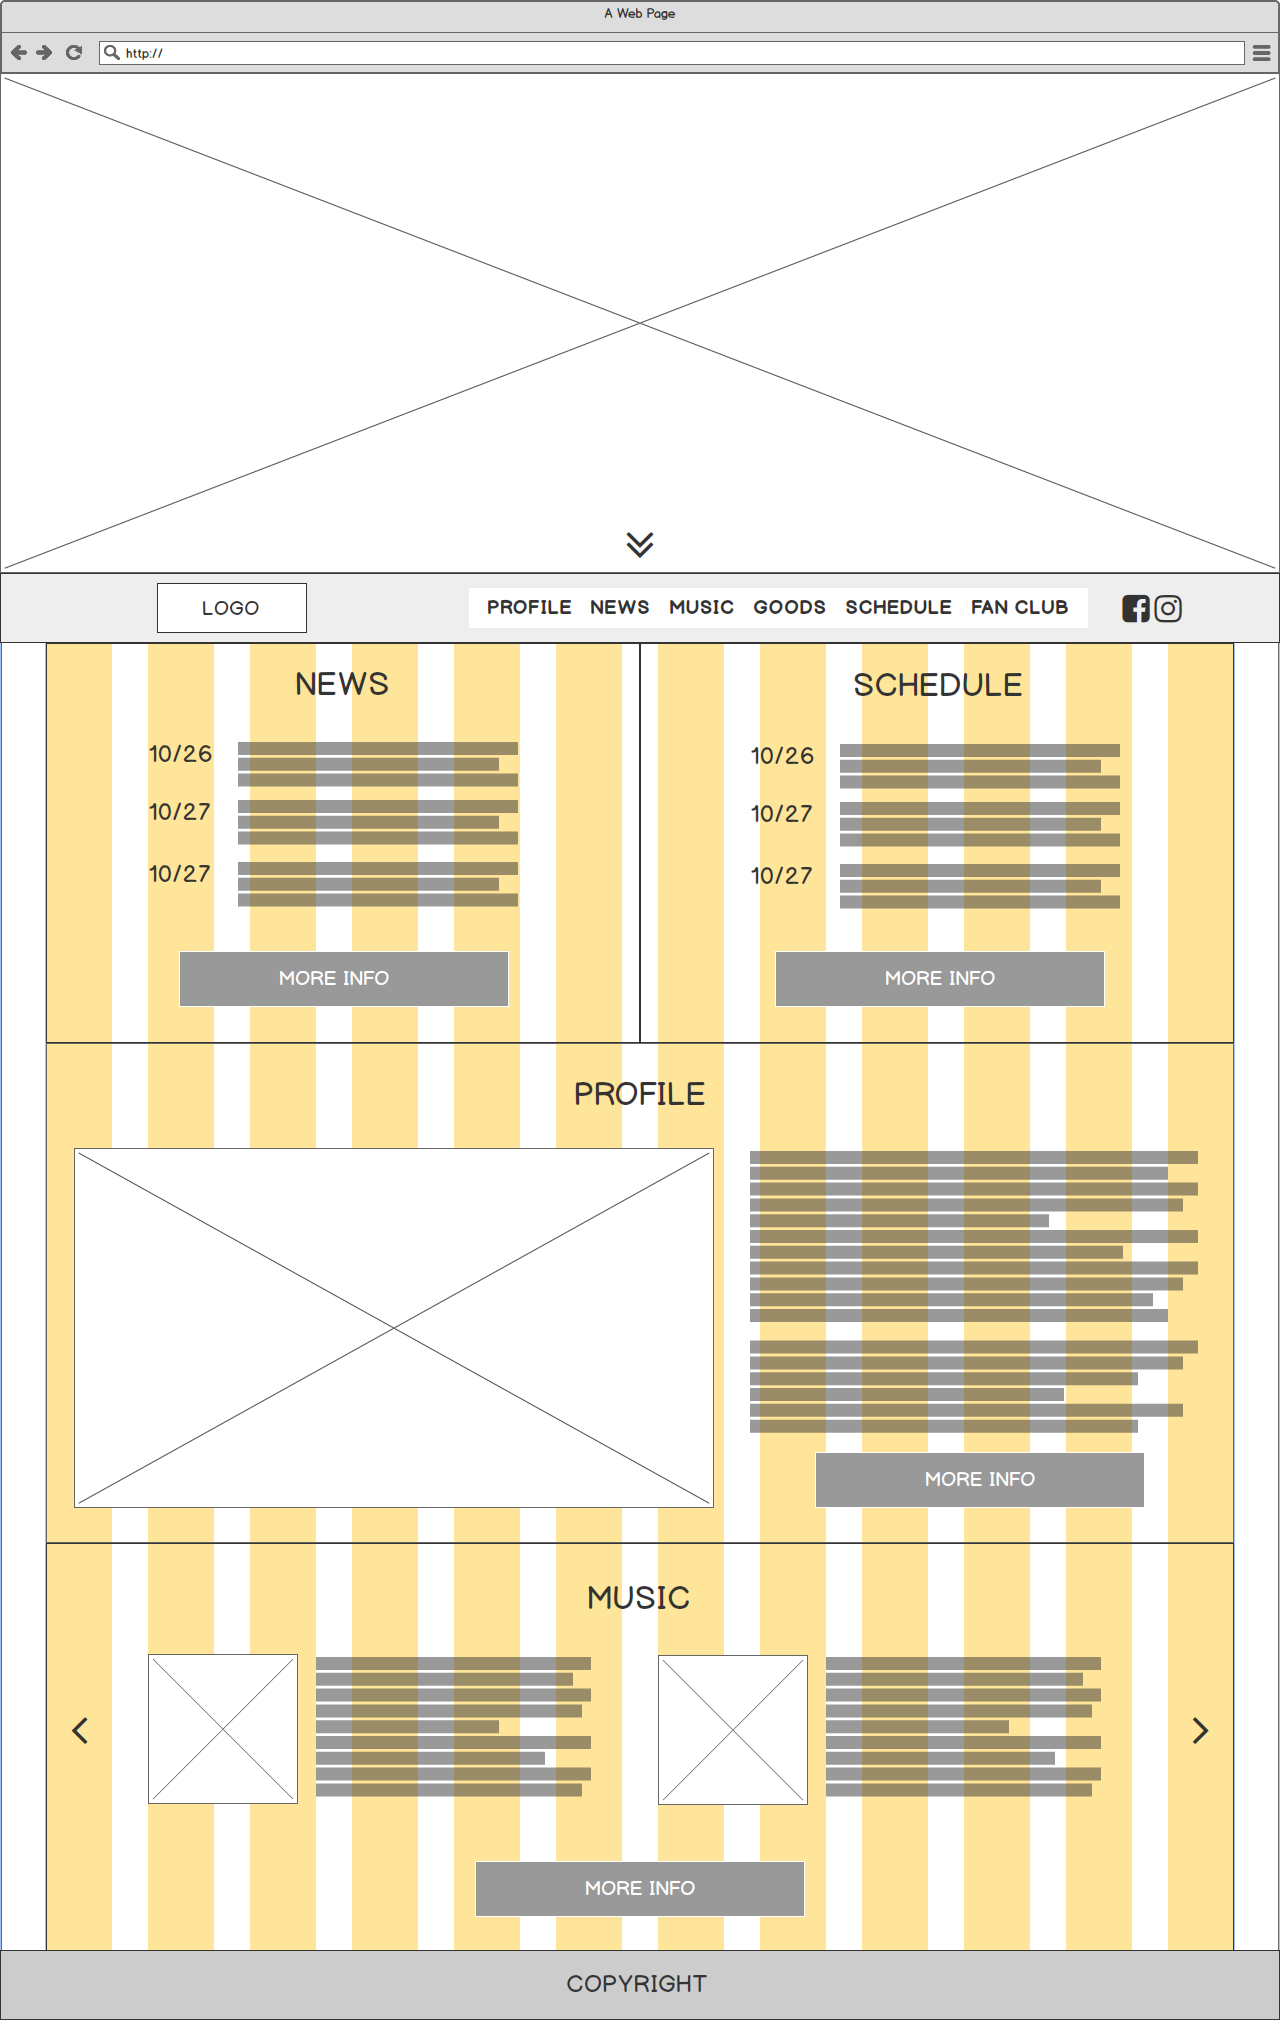 A Web Page
http://
LOGO
PROFILE NEWS MUSIC GOODS SCHEDULE FAN CLUB
NEWS
10/26
10/27
10/27
MORE INFO
SCHEDULE
10/26
10/27
10/27
MORE INFO
PROFILE
MORE INFO
MUSIC
MORE INFO
COPYRIGHT